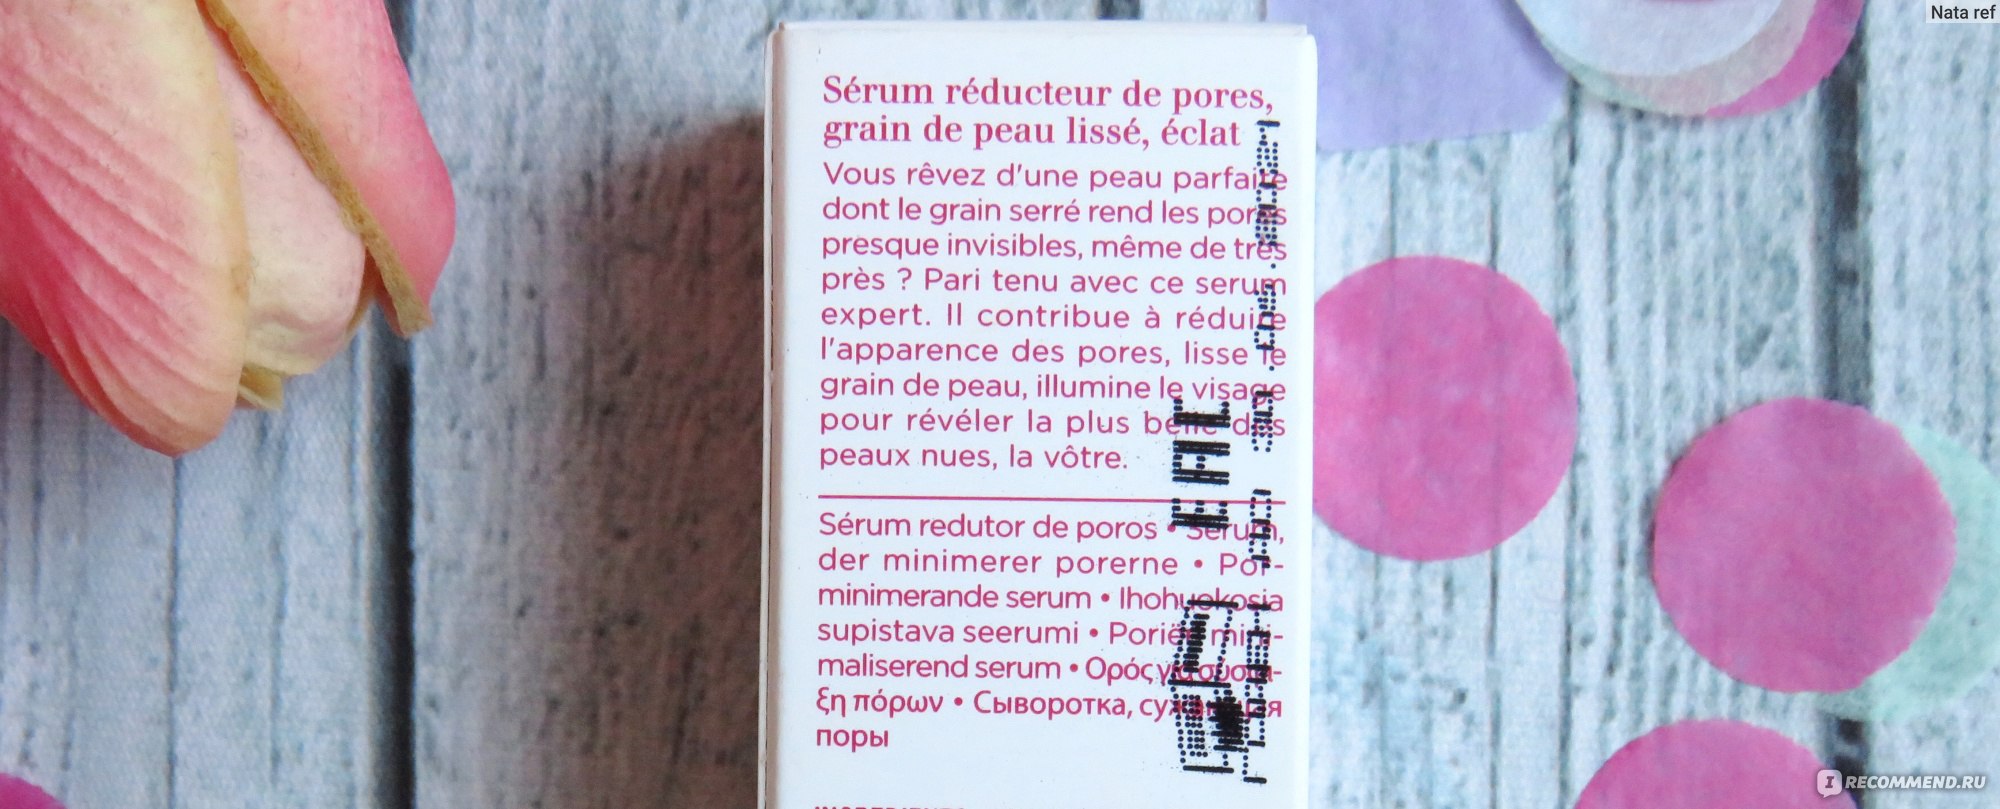 Nata ref
Sérum réducteur de pores,
grain de peau lissé, éclat
Vous rêvez d'une peau parfaite
dont le grain serré rend les pores
presque invisibles, même de très
près ? Pari tenu avec ce serum
expert. Il contribue à réduire
l'apparence des pores, lisse le
grain de peau, illumine le visage
pour révéler la plus belle des
peaux nues, la vôtre.
Sérum redutor de poros • Serum,
der minimerer porerne • Por-
minimerande serum • Ihohuokosia
supistava seerumi • Poriën mini-
maliserend serum • Ορός για σύσφι-
ξη πόρων • Сыворотка, сужающая
поры
RECOMMEND.RU